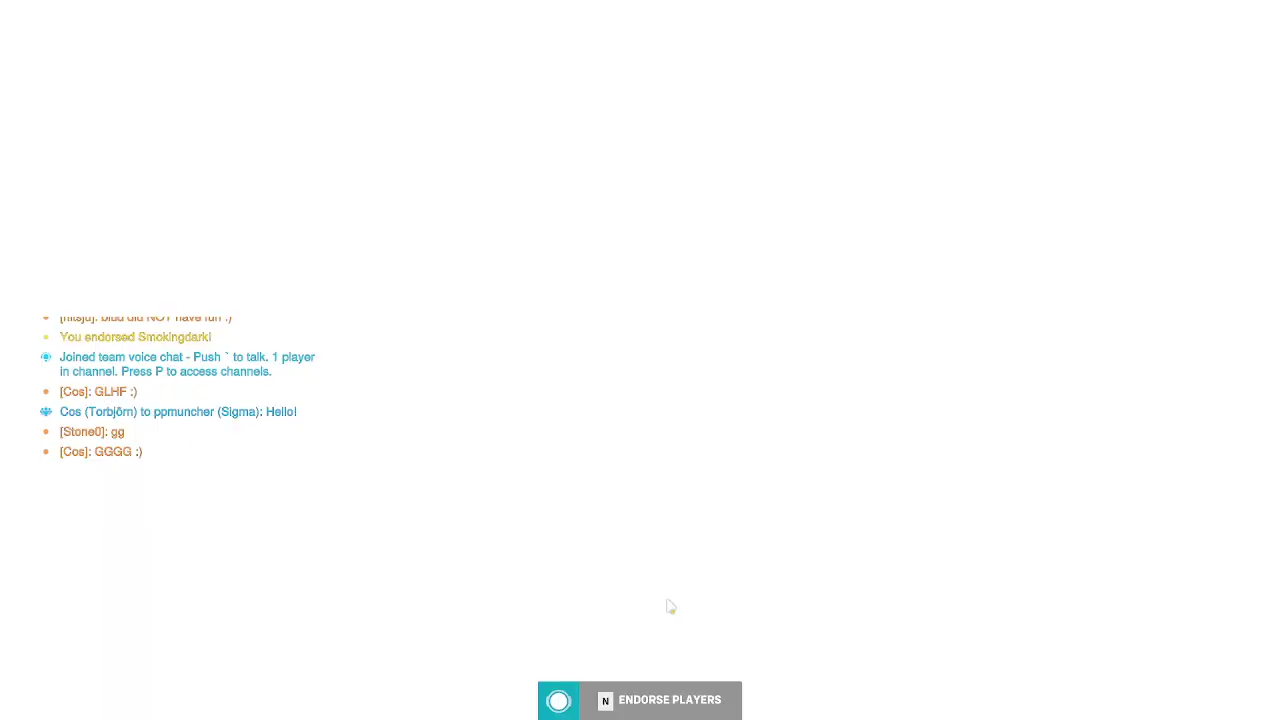 You endorsed Smokingdark!
Joined team voice chat - Push ` to talk. 1 player
in channel. Press P to access channels.
[Cos]: GLHF :)
Cos (Torbjörn) to ppmuncher (Sigma): Hello!
[Stone0]: gg
[Cos]: GGGG :)
N ENDORSE PLAYERS